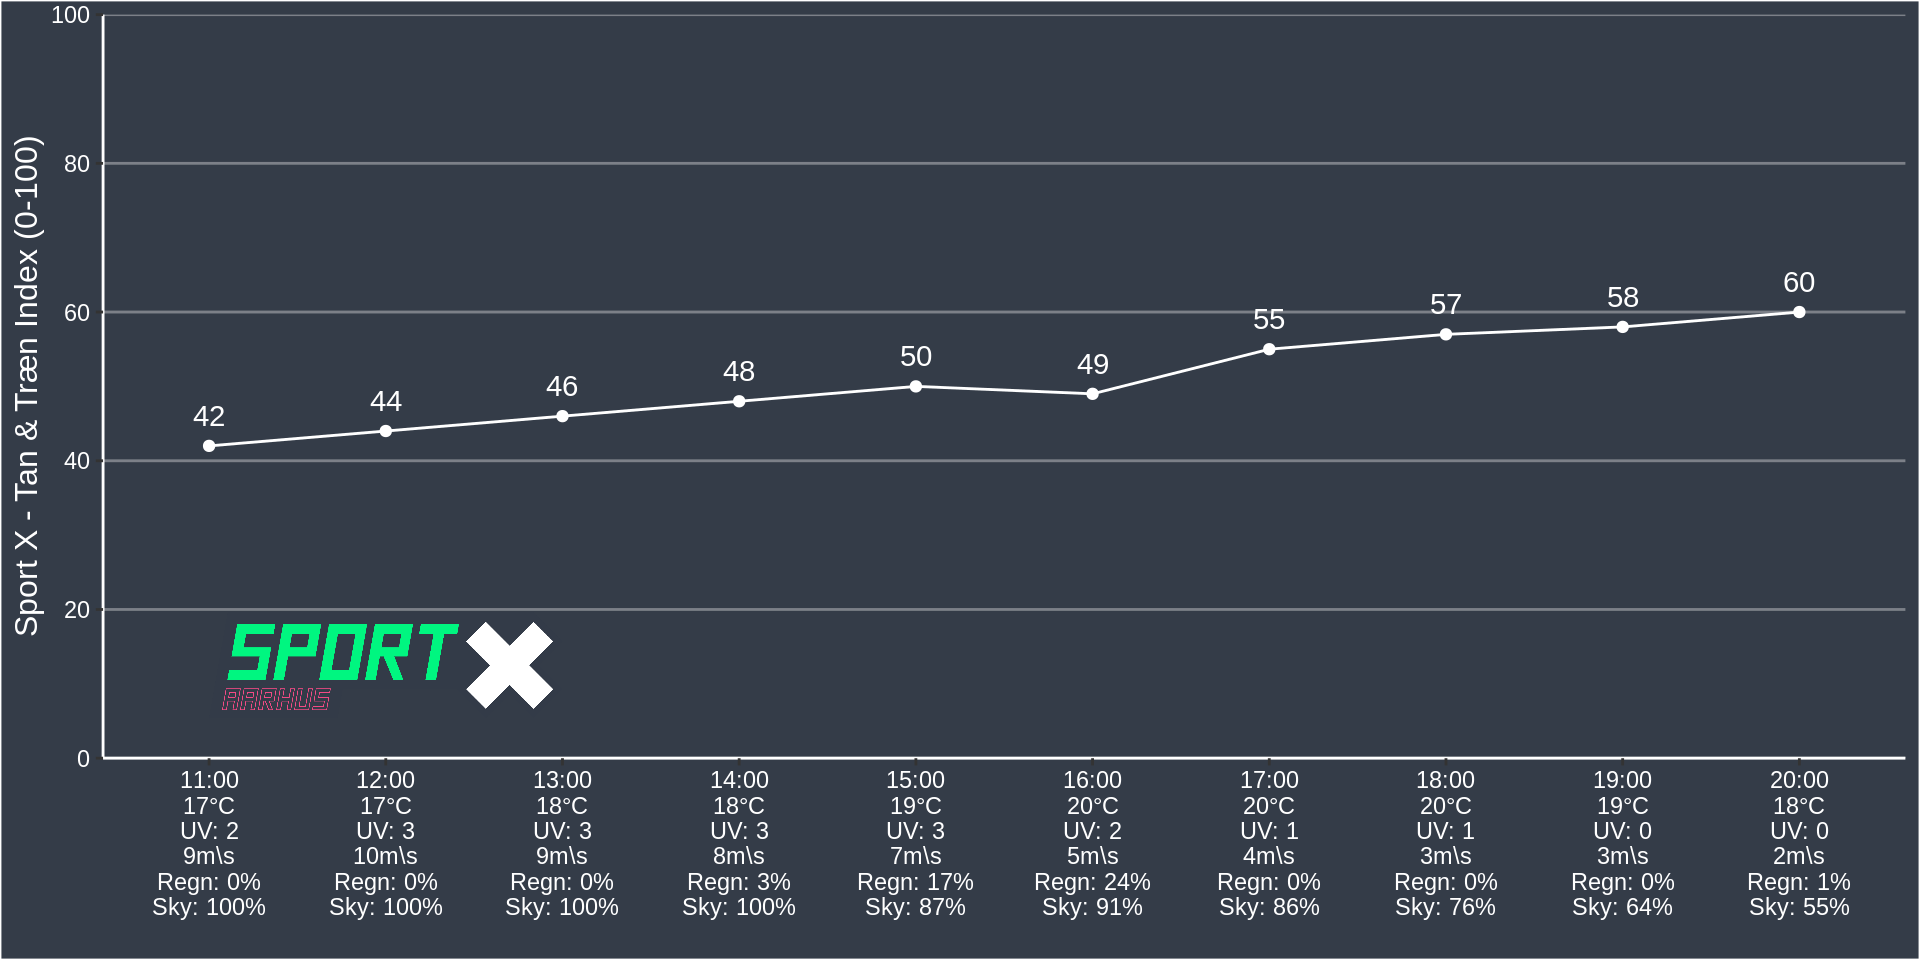 Sport X - Tan & Træn Index (0-100)
100
80
60
40
20
0
42
44
46
48
50
49
55
57
58
60
SPORT X
AARHUS
11:00 12:00 13:00 14:00 15:00 16:00 17:00 18:00 19:00 20:00
17°C 17°C 18°C 18°C 19°C 20°C 20°C 20°C 19°C 18°C
UV: 2 UV: 3 UV: 3 UV: 3 UV: 3 UV: 2 UV: 1 UV: 1 UV: 0 UV: 0
9m\s 10m\s 9m\s 8m\s 7m\s 5m\s 4m\s 3m\s 3m\s 2m\s
Regn: 0% Regn: 0% Regn: 0% Regn: 3% Regn: 17% Regn: 24% Regn: 0% Regn: 0% Regn: 0% Regn: 1%
Sky: 100% Sky: 100% Sky: 100% Sky: 100% Sky: 87% Sky: 91% Sky: 86% Sky: 76% Sky: 64% Sky: 55%